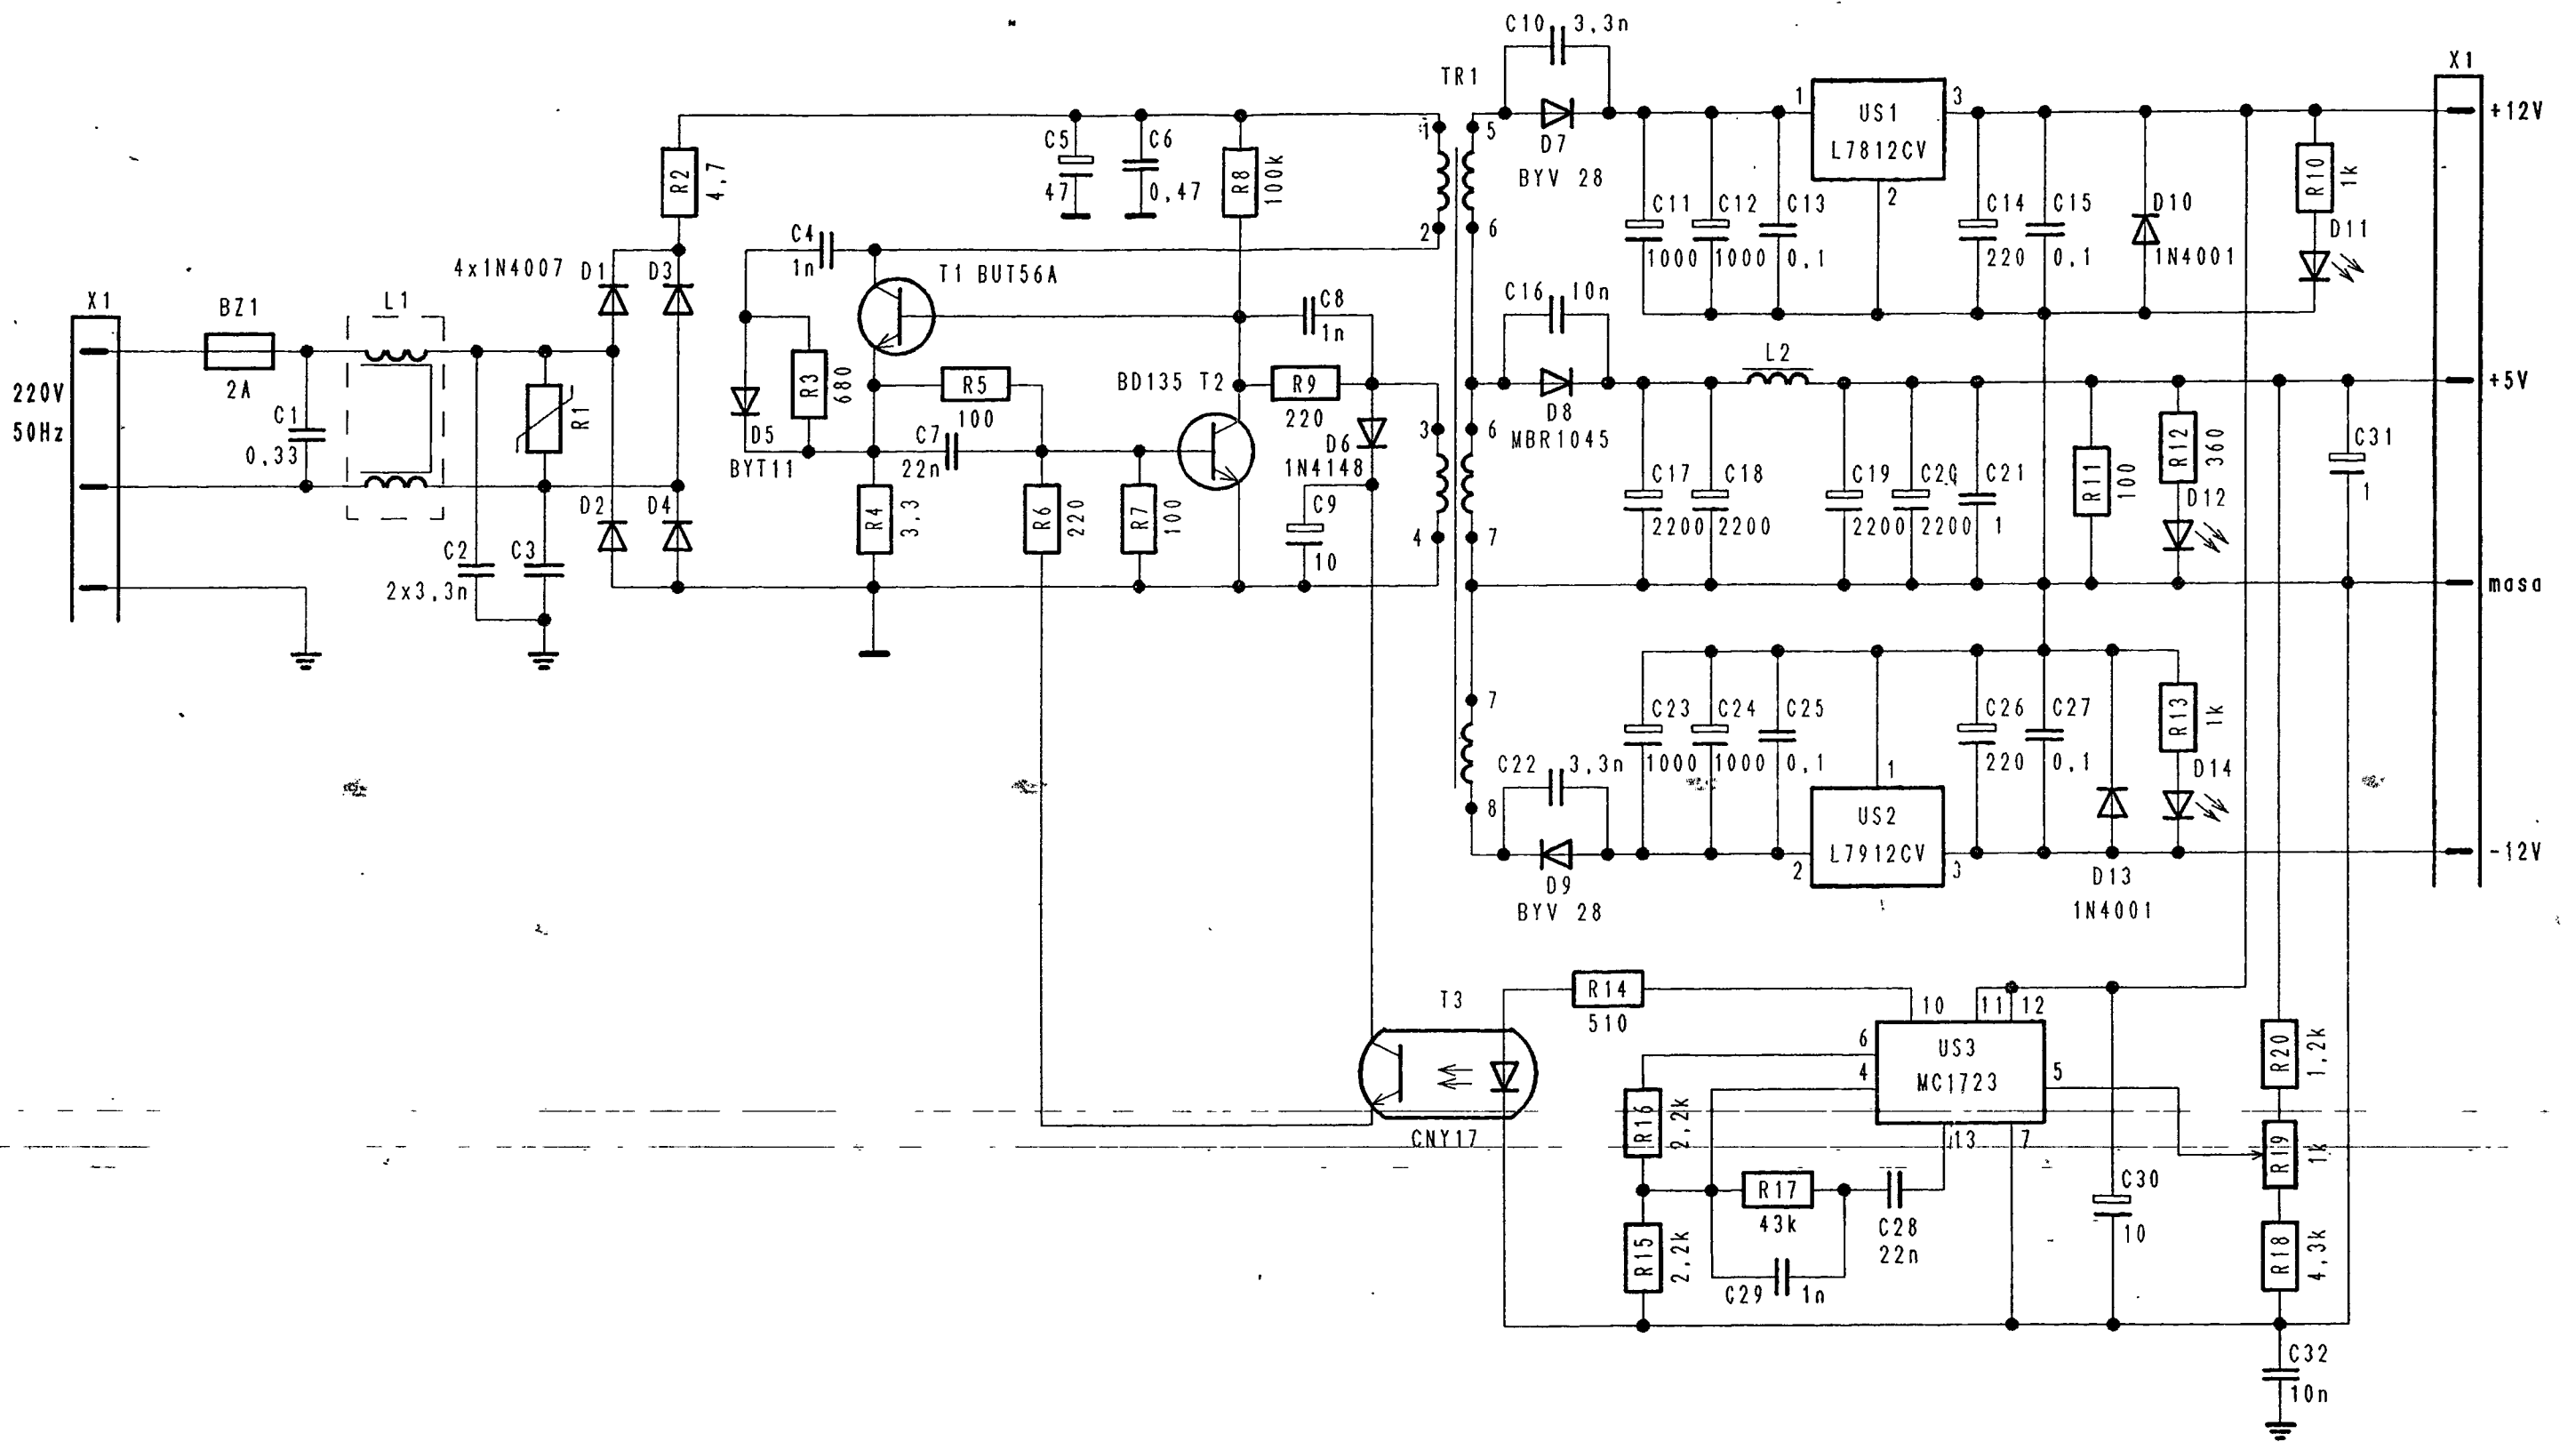 X1
220V
50Hz
BZ1
2A
C1
0,33
L1
R1
C2
C3
2x3,3n
4x1N4007
D1
D3
D2
D4
R2
4,7
C4
1n
D5
BYT11
R3
680
T1 BUT56A
R5
100
C7
22n
R4
3,3
R6
220
R7
100
BD135 T2
C5
47
C6
0,47
R8
100k
C8
1n
R9
220
D6
1N4148
C9
10
TR1
1
2
3
4
5
6
6
7
7
8
C10
3,3n
D7
BYV 28
C11
1000
C12
1000
C13
0,1
1
US1
L7812CV
3
2
C14
220
C15
0,1
D10
1N4001
R10
1k
D11
X1
+12V
+5V
masa
-12V
C16
10n
D8
MBR1045
C17
2200
C18
2200
L2
C19
2200
C20
2200
C21
1
R11
100
R12
360
D12
C31
1
C22
3,3n
D9
BYV 28
C23
1000
C24
1000
C25
0,1
1
US2
L7912CV
2
3
C26
220
C27
0,1
D13
1N4001
R13
1k
D14
T3
CNY17
R14
510
10
11
12
6
4
US3
MC1723
5
13
7
R16
2,2k
R15
2,2k
R17
43k
C28
22n
C29
1n
C30
10
R20
1,2k
R19
1k
R18
4,3k
C32
10n